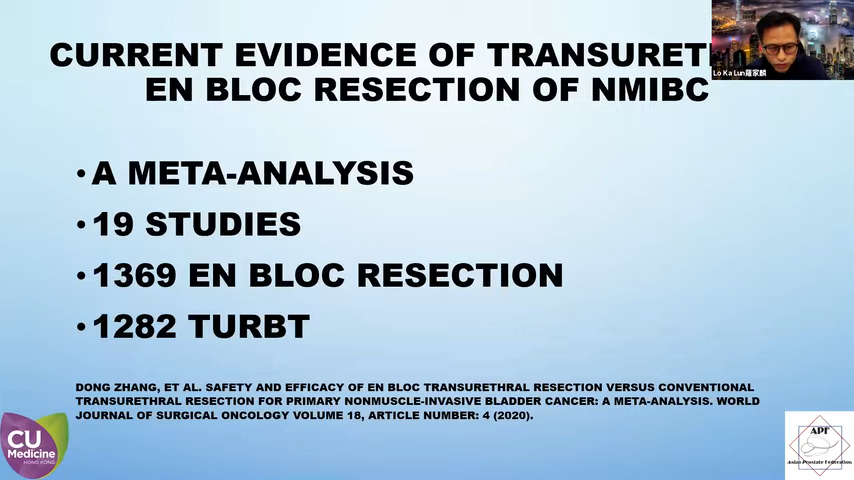 CURRENT EVIDENCE OF TRANSURET
EN BLOC RESECTION OF NMIBC
Lo Ka Lun羅家麟
• A META-ANALYSIS
• 19 STUDIES
• 1369 EN BLOC RESECTION
• 1282 TURBT
DONG ZHANG, ET AL. SAFETY AND EFFICACY OF EN BLOC TRANSURETHRAL RESECTION VERSUS CONVENTIONAL
TRANSURETHRAL RESECTION FOR PRIMARY NONMUSCLE-INVASIVE BLADDER CANCER: A META-ANALYSIS. WORLD
JOURNAL OF SURGICAL ONCOLOGY VOLUME 18, ARTICLE NUMBER: 4 (2020).
CU
Medicine
HONG KONG
APF
Asian Prostate Federation